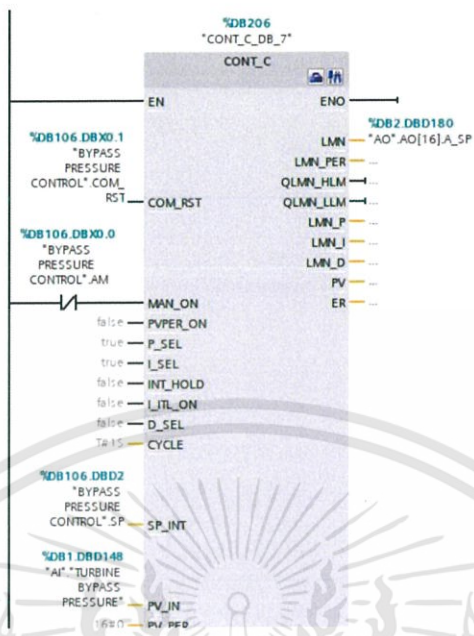 %DB206
"CONT_C_DB_7"
CONT_C
EN ENO
%DB2.DBD180
LMN "AO".AO[16].A_SP
%DB106.DBX0.1
"BYPASS
PRESSURE
CONTROL".COM_
RST COM_RST
LMN_PER ...
QLMN_HLM
QLMN_LLM
LMN_P ...
LMN_I ...
LMN_D ...
PV ...
ER ...
%DB106.DBX0.0
"BYPASS
PRESSURE
CONTROL".AM
MAN_ON
false PVPER_ON
true P_SEL
true I_SEL
false INT_HOLD
false I_ITL_ON
false D_SEL
T#1S CYCLE
%DB106.DBD2
"BYPASS
PRESSURE
CONTROL".SP SP_INT
%DB1.DBD148
"AI"."TURBINE
BYPASS
PRESSURE" PV_IN
16#0 PV_PER